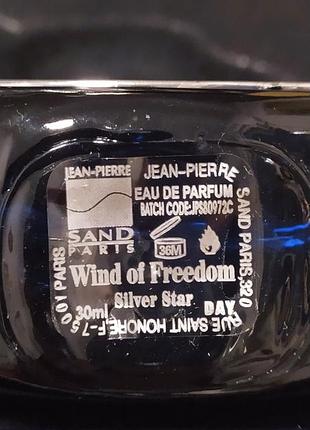 JEAN-PIERRE
SAND
PARIS
JEAN-PIERRE
EAU DE PARFUM
BATCH CODE:JPS80972C
36M
Wind of Freedom
Silver Star
30ml
DAY
SAND PARIS,320
RUE SAINT HONORE,F-75001 PARIS